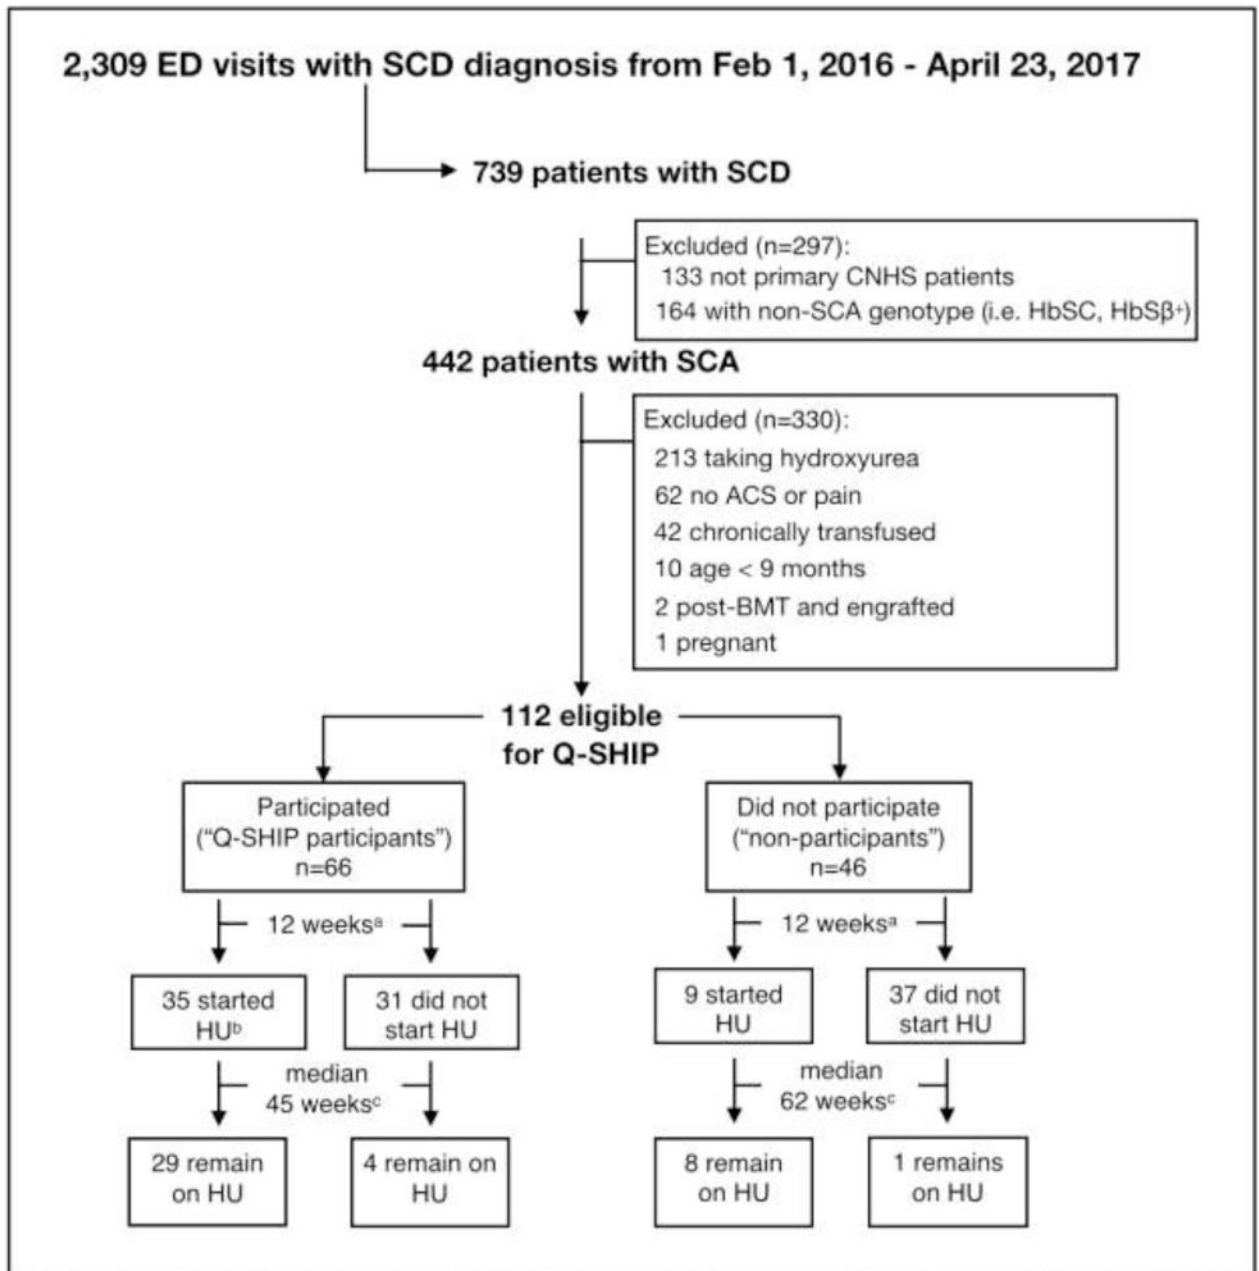 2,309 ED visits with SCD diagnosis from Feb 1, 2016 - April 23, 2017
739 patients with SCD
Excluded (n=297):
133 not primary CNHS patients
164 with non-SCA genotype (i.e. HbSC, HbSβ⁺)
442 patients with SCA
Excluded (n=330):
213 taking hydroxyurea
62 no ACS or pain
42 chronically transfused
10 age < 9 months
2 post-BMT and engrafted
1 pregnant
112 eligible
for Q-SHIP
Participated
(“Q-SHIP participants”)
n=66
Did not participate
(“non-participants”)
n=46
12 weeksᵃ
12 weeksᵃ
35 started
HUᵇ
31 did not
start HU
9 started
HU
37 did not
start HU
median
45 weeksᶜ
median
62 weeksᶜ
29 remain
on HU
4 remain on
HU
8 remain
on HU
1 remains
on HU